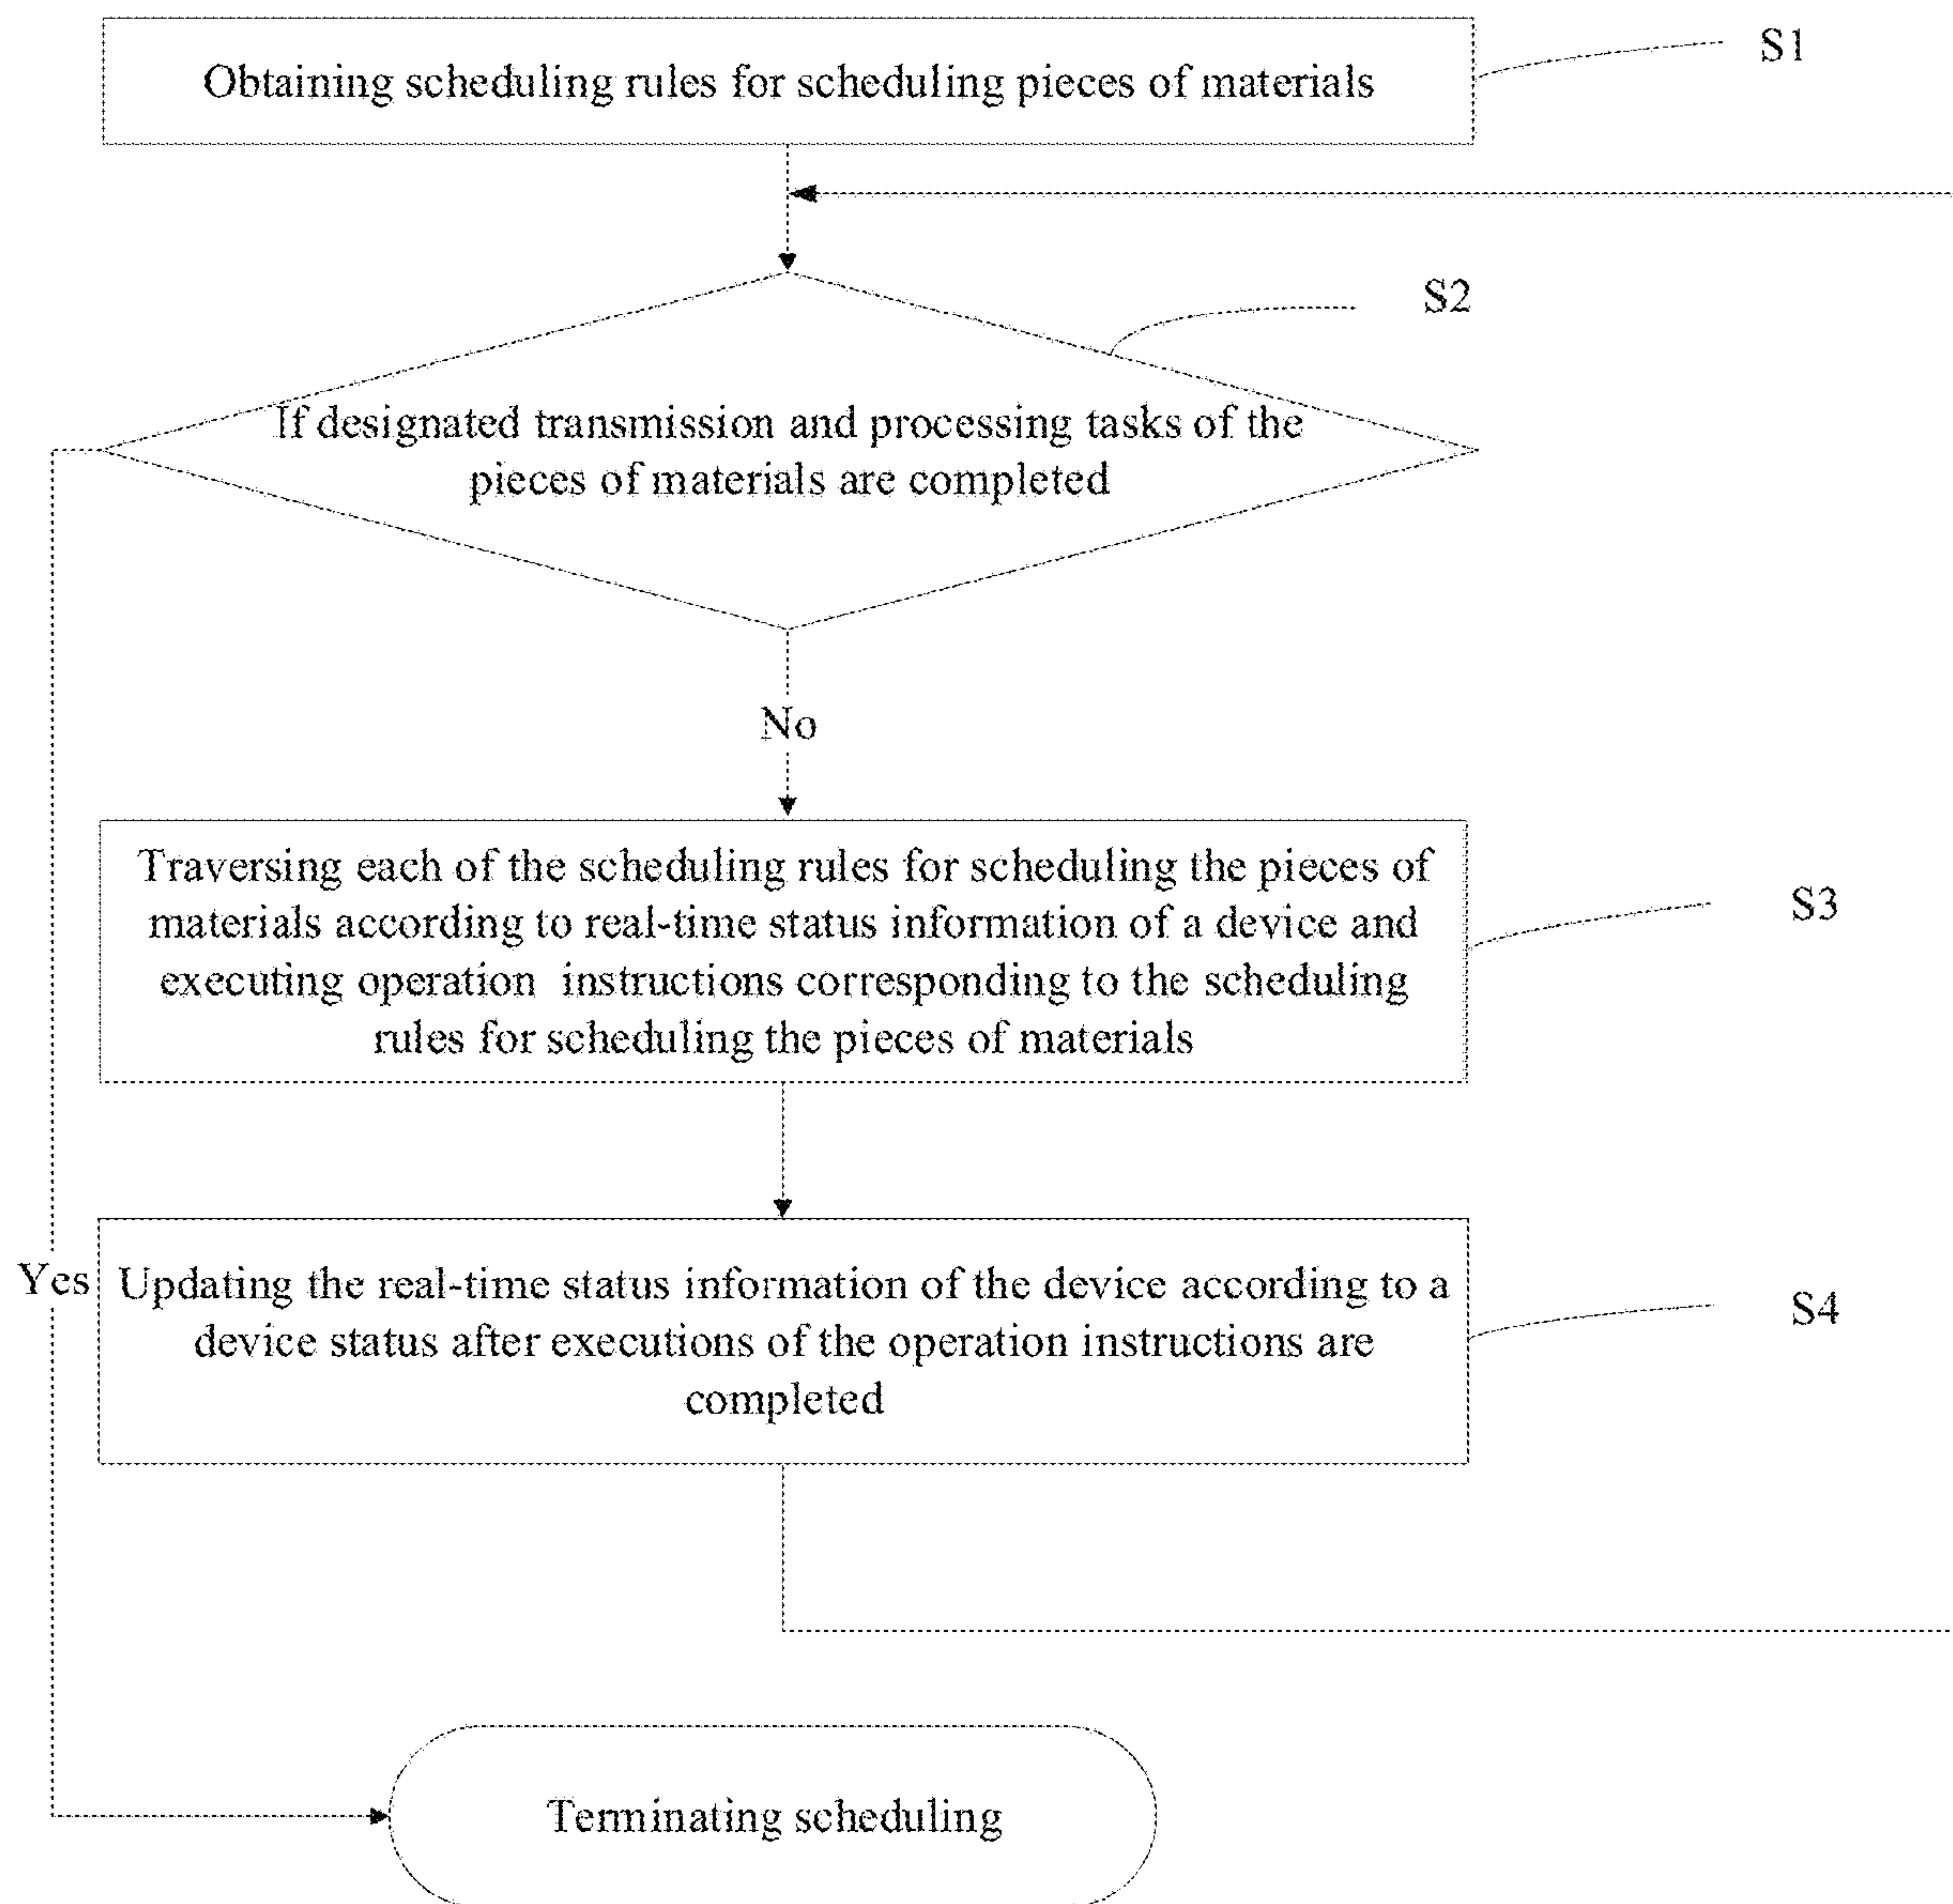 Obtaining scheduling rules for scheduling pieces of materials
S1
S2
If designated transmission and processing tasks of the
pieces of materials are completed
No
Traversing each of the scheduling rules for scheduling the pieces of
materials according to real-time status information of a device and
executing operation instructions corresponding to the scheduling
rules for scheduling the pieces of materials
S3
Yes
Updating the real-time status information of the device according to a
device status after executions of the operation instructions are
completed
S4
Terminating scheduling